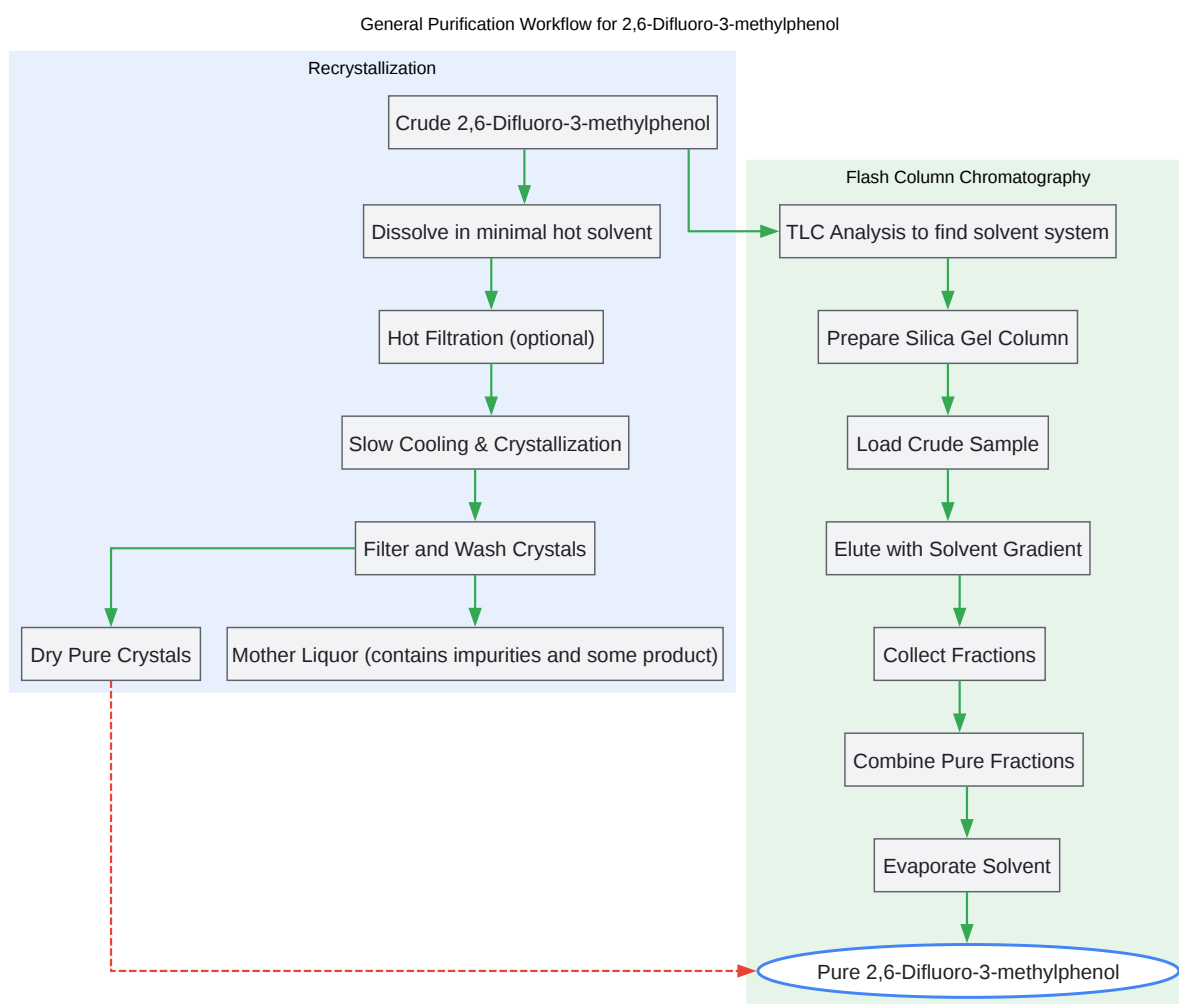 General Purification Workflow for 2,6-Difluoro-3-methylphenol
Recrystallization
Crude 2,6-Difluoro-3-methylphenol
Dissolve in minimal hot solvent
Hot Filtration (optional)
Slow Cooling & Crystallization
Filter and Wash Crystals
Dry Pure Crystals
Mother Liquor (contains impurities and some product)
Flash Column Chromatography
TLC Analysis to find solvent system
Prepare Silica Gel Column
Load Crude Sample
Elute with Solvent Gradient
Collect Fractions
Combine Pure Fractions
Evaporate Solvent
Pure 2,6-Difluoro-3-methylphenol